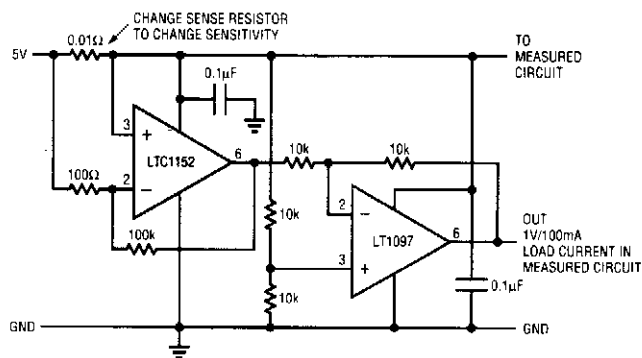 CHANGE SENSE RESISTOR
TO CHANGE SENSITIVITY
0.01Ω
5V
TO
MEASURED
CIRCUIT
0.1µF
3
+
LTC1152
6
10k
10k
100Ω
2
−
100k
10k
2
−
LT1097
6
OUT
1V/100mA
LOAD CURRENT IN
MEASURED CIRCUIT
3
+
10k
0.1µF
GND
GND